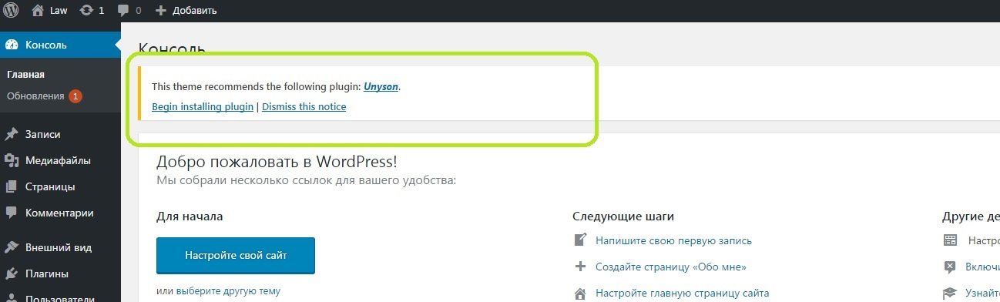 Law 1 0 Добавить
Консоль
Главная
Обновления 1
Записи
Медиафайлы
Страницы
Комментарии
Внешний вид
Плагины
Пользователи
Консоль
This theme recommends the following plugin: Unyson.
Begin installing plugin | Dismiss this notice
Добро пожаловать в WordPress!
Мы собрали несколько ссылок для вашего удобства:
Для начала
Настройте свой сайт
или выберите другую тему
Следующие шаги
Напишите свою первую запись
Создайте страницу «Обо мне»
Настройте главную страницу сайта
Другие де
Настро
Включи
Узнайт